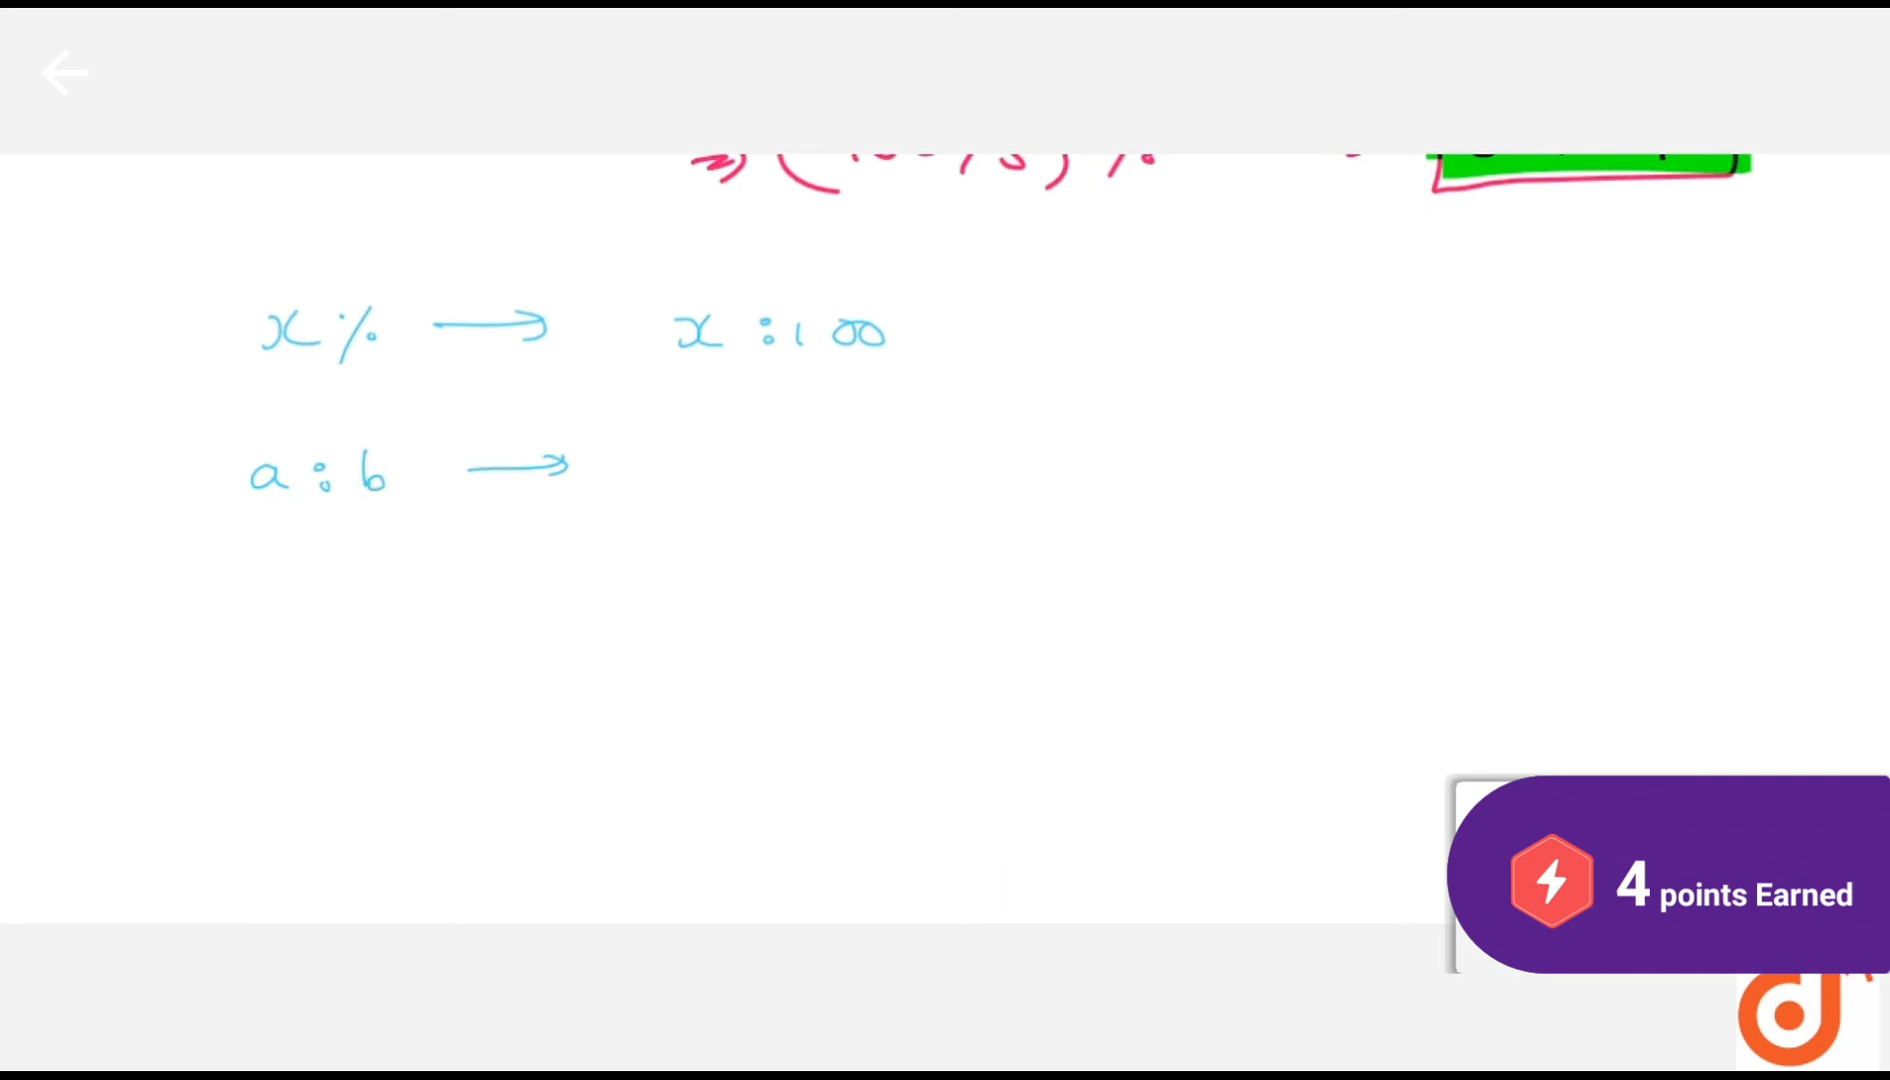 x% → x : 100
a : b →
4 points Earned